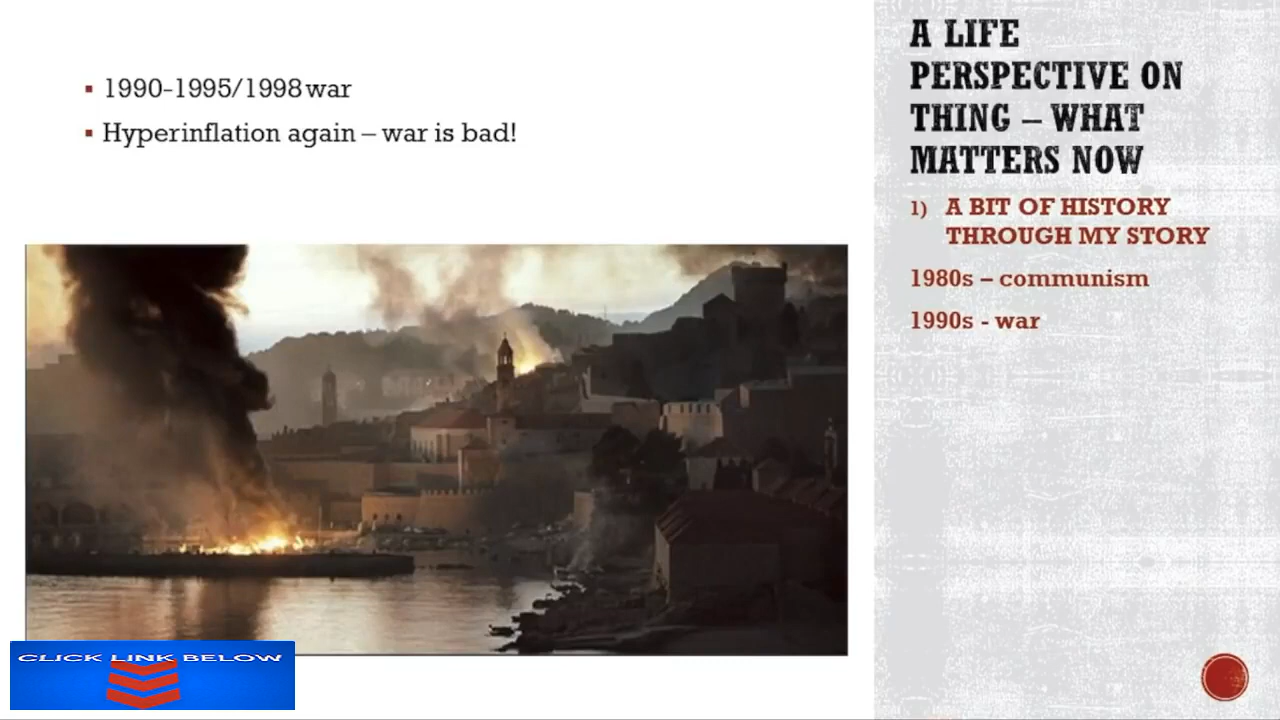 1990-1995/1998 war
Hyperinflation again – war is bad!
A LIFE
PERSPECTIVE ON
THING – WHAT
MATTERS NOW
1) A BIT OF HISTORY
THROUGH MY STORY
1980s – communism
1990s - war
CLICK LINK BELOW